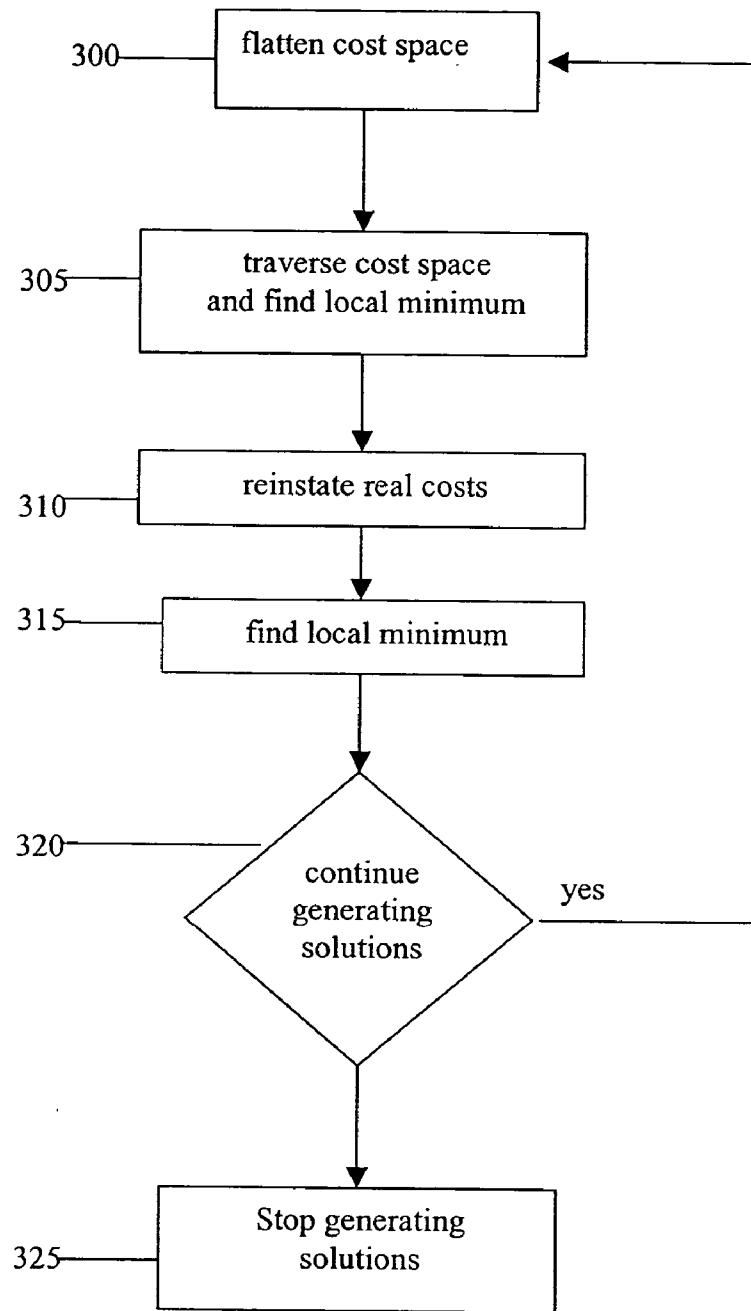 300
flatten cost space
305
traverse cost space
and find local minimum
310
reinstate real costs
315
find local minimum
320
continue
generating
solutions
yes
325
Stop generating
solutions